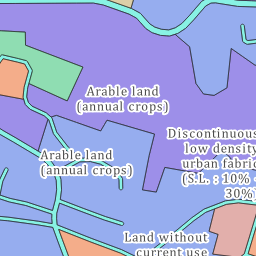 Arable land
(annual crops)
Discontinuous
low density
urban fabric
(S.L. : 10% -
30%)
Arable land
(annual crops)
Land without
current use